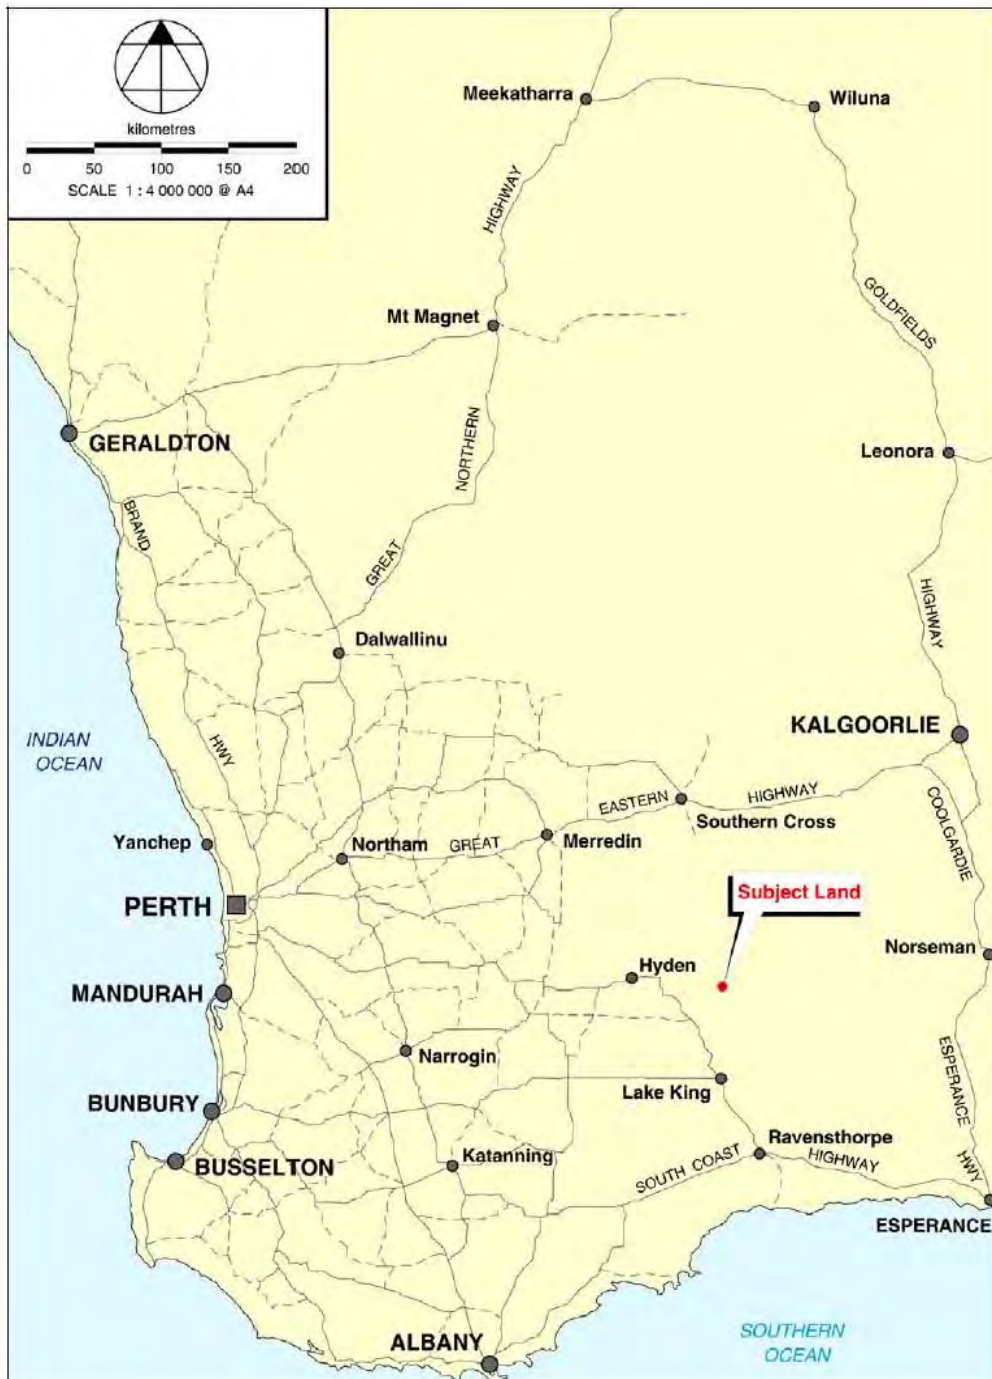 kilometres
0 50 100 150 200
SCALE 1 : 4 000 000 @ A4
Meekatharra
Wiluna
HIGHWAY
GOLDFIELDS
Mt Magnet
GERALDTON
NORTHERN
Leonora
BRAND
GREAT
HIGHWAY
Dalwallinu
INDIAN
OCEAN
HWY
KALGOORLIE
EASTERN
HIGHWAY
Southern Cross
COOLGARDIE
Yanchep
Northam
GREAT
Merredin
Subject Land
PERTH
Norseman
Hyden
MANDURAH
Narrogin
ESPERANCE
Lake King
BUNBURY
Ravensthorpe
BUSSELTON
Katanning
SOUTH COAST
HIGHWAY
HWY
ESPERANCE
ALBANY
SOUTHERN
OCEAN